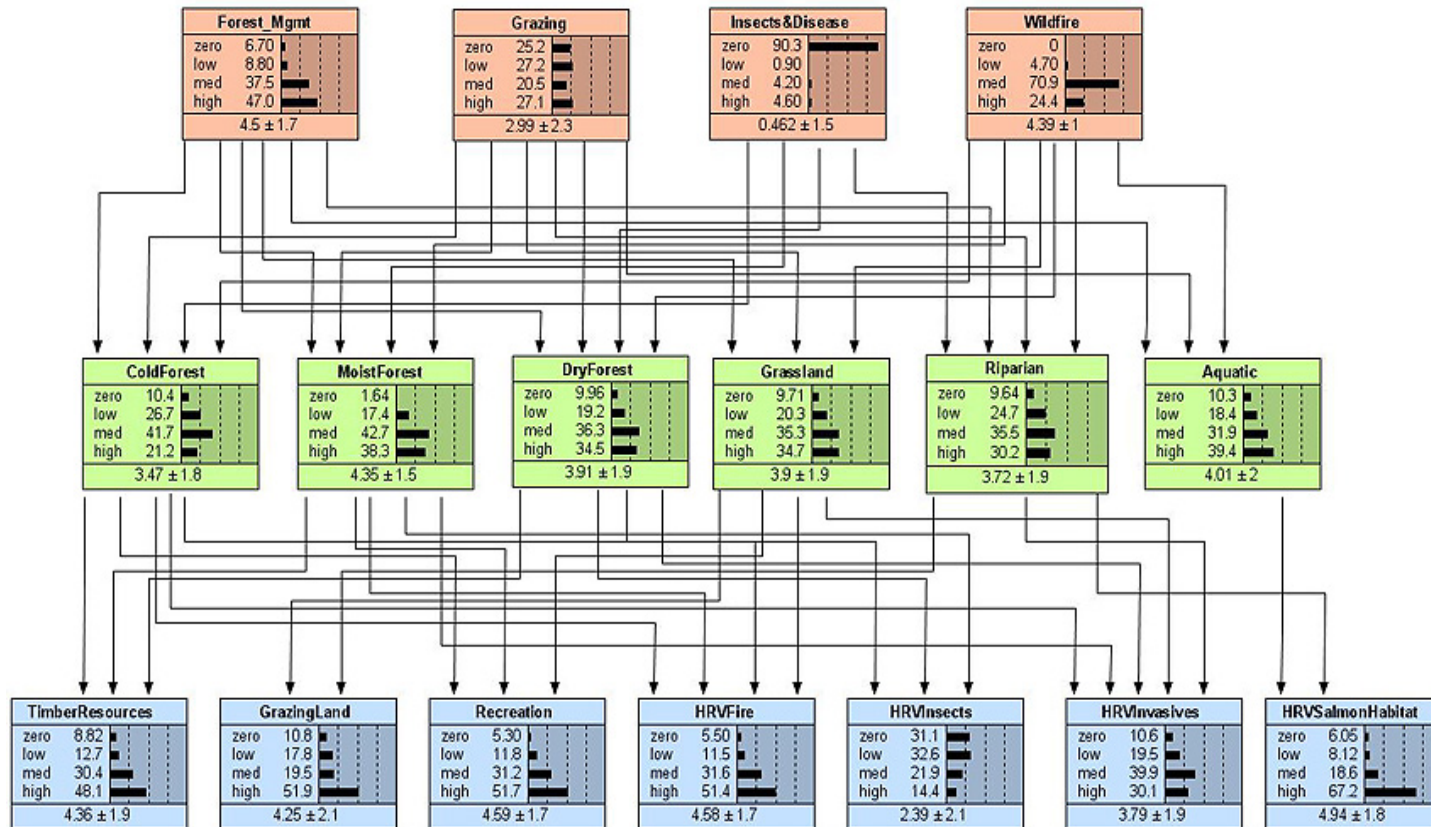 Forest_Mgmt
zero 6.70
low 8.80
med 37.5
high 47.0
4.5 ± 1.7
Grazing
zero 25.2
low 27.2
med 20.5
high 27.1
2.99 ± 2.3
Insects&Disease
zero 90.3
low 0.90
med 4.20
high 4.60
0.462 ± 1.5
Wildfire
zero 0
low 4.70
med 70.9
high 24.4
4.39 ± 1
ColdForest
zero 10.4
low 26.7
med 41.7
high 21.2
3.47 ± 1.8
MoistForest
zero 1.64
low 17.4
med 42.7
high 38.3
4.35 ± 1.5
DryForest
zero 9.96
low 19.2
med 36.3
high 34.5
3.91 ± 1.9
Grassland
zero 9.71
low 20.3
med 35.3
high 34.7
3.9 ± 1.9
Riparian
zero 9.64
low 24.7
med 35.5
high 30.2
3.72 ± 1.9
Aquatic
zero 10.3
low 18.4
med 31.9
high 39.4
4.01 ± 2
TimberResources
zero 8.82
low 12.7
med 30.4
high 48.1
4.36 ± 1.9
GrazingLand
zero 10.8
low 17.8
med 19.5
high 51.9
4.25 ± 2.1
Recreation
zero 5.30
low 11.8
med 31.2
high 51.7
4.59 ± 1.7
HRVFire
zero 5.50
low 11.5
med 31.6
high 51.4
4.58 ± 1.7
HRVInsects
zero 31.1
low 32.6
med 21.9
high 14.4
2.39 ± 2.1
HRVInvasives
zero 10.6
low 19.5
med 39.9
high 30.1
3.79 ± 1.9
HRVSalmonHabitat
zero 6.05
low 8.12
med 18.6
high 67.2
4.94 ± 1.8